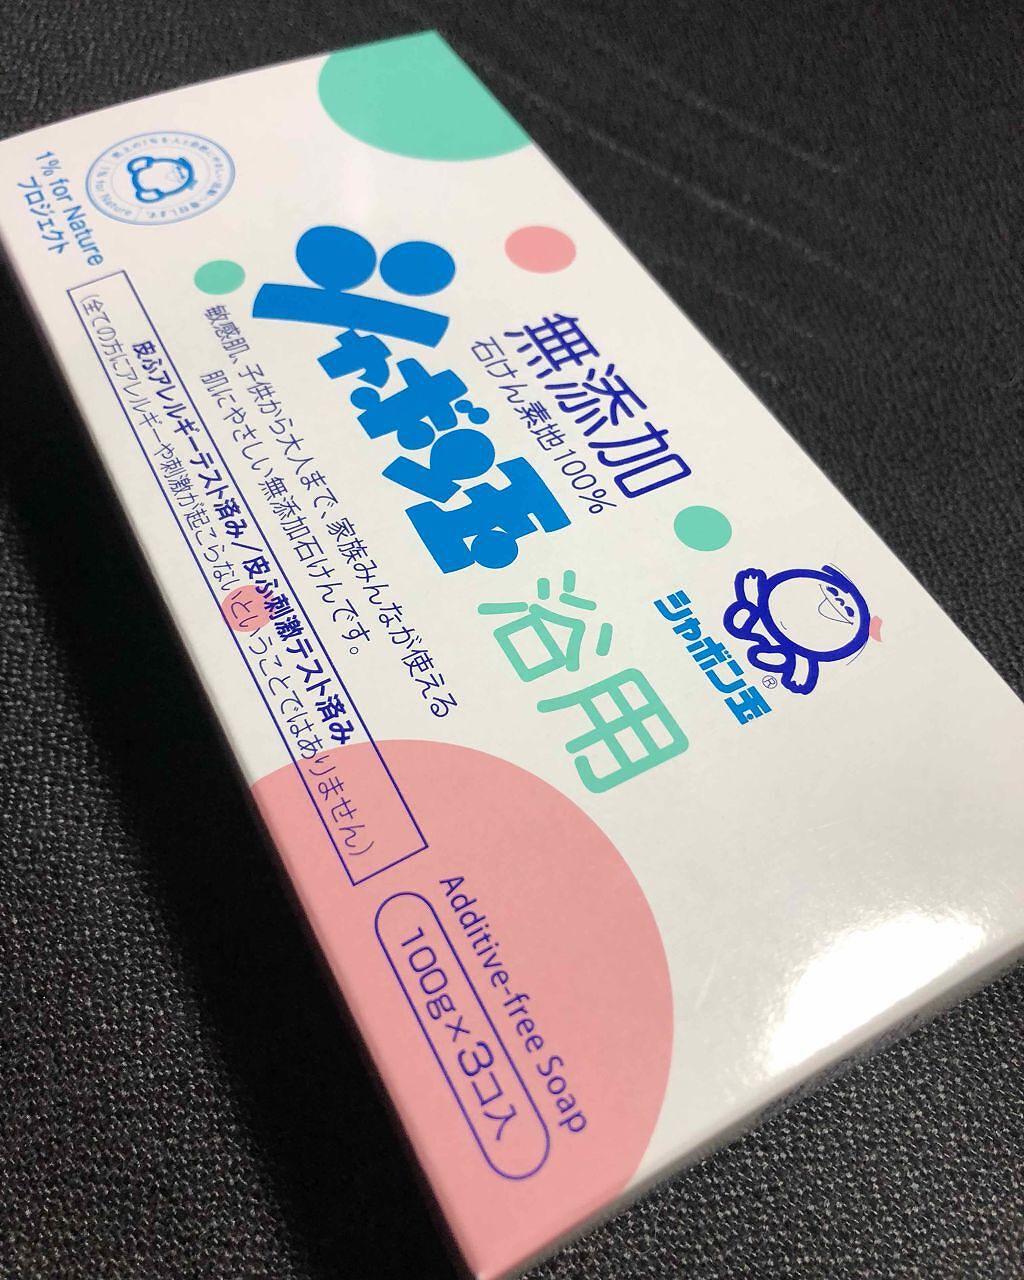 シャボン玉
無添加
石けん素地100%
シャボン玉
浴用
敏感肌、子供から大人まで、家族みんなが使える
肌にやさしい無添加石けんです。
皮ふアレルギーテスト済み/皮ふ刺激テスト済み
(全ての方にアレルギーや刺激が起こらないということではありません)
1% for Nature
1% for Nature
プロジェクト
Additive-free Soap
100g×3コ入